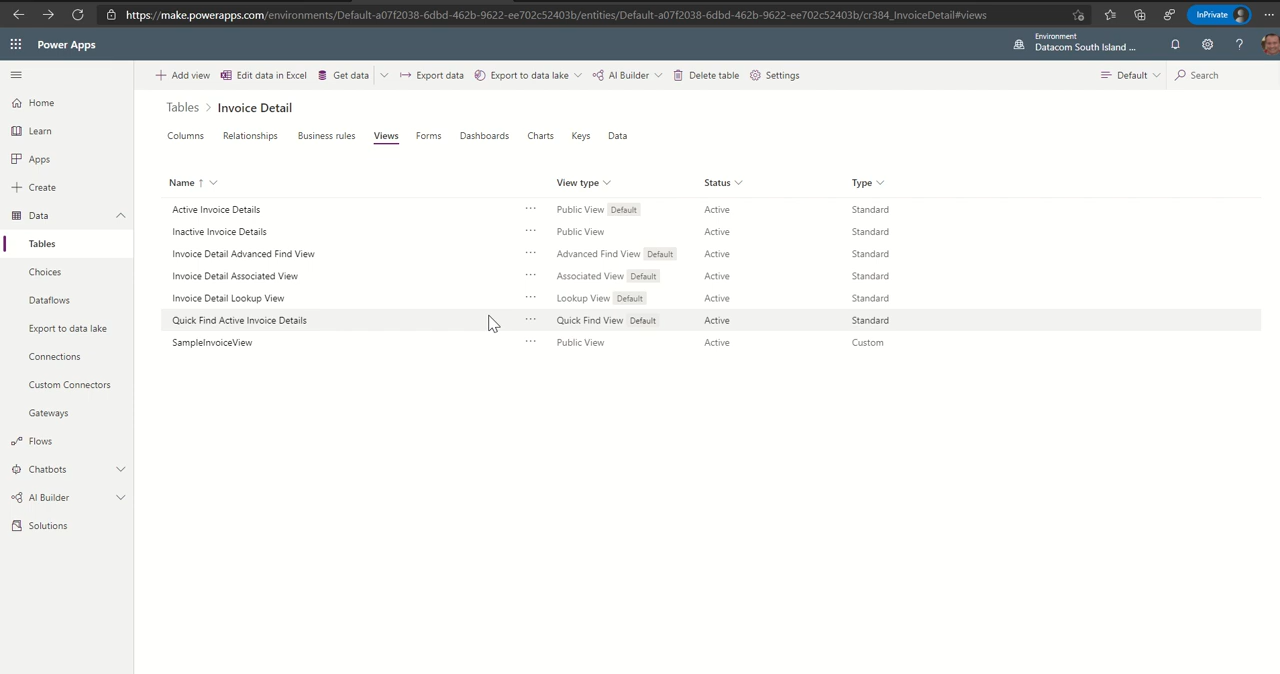 https://make.powerapps.com/environments/Default-a07f2038-6dbd-462b-9622-ee702c52403b/entities/Default-a07f2038-6dbd-462b-9622-ee702c52403b/cr384_InvoiceDetail#views
InPrivate
Power Apps
Environment
Datacom South Island ...
Add view
Edit data in Excel
Get data
Export data
Export to data lake
AI Builder
Delete table
Settings
Default
Search
Home
Learn
Apps
Create
Data
Tables
Choices
Dataflows
Export to data lake
Connections
Custom Connectors
Gateways
Flows
Chatbots
AI Builder
Solutions
Tables > Invoice Detail
Columns Relationships Business rules Views Forms Dashboards Charts Keys Data
Name ↑ View type Status Type
Active Invoice Details ... Public View Default Active Standard
Inactive Invoice Details ... Public View Active Standard
Invoice Detail Advanced Find View ... Advanced Find View Default Active Standard
Invoice Detail Associated View ... Associated View Default Active Standard
Invoice Detail Lookup View ... Lookup View Default Active Standard
Quick Find Active Invoice Details ... Quick Find View Default Active Standard
SampleInvoiceView ... Public View Active Custom